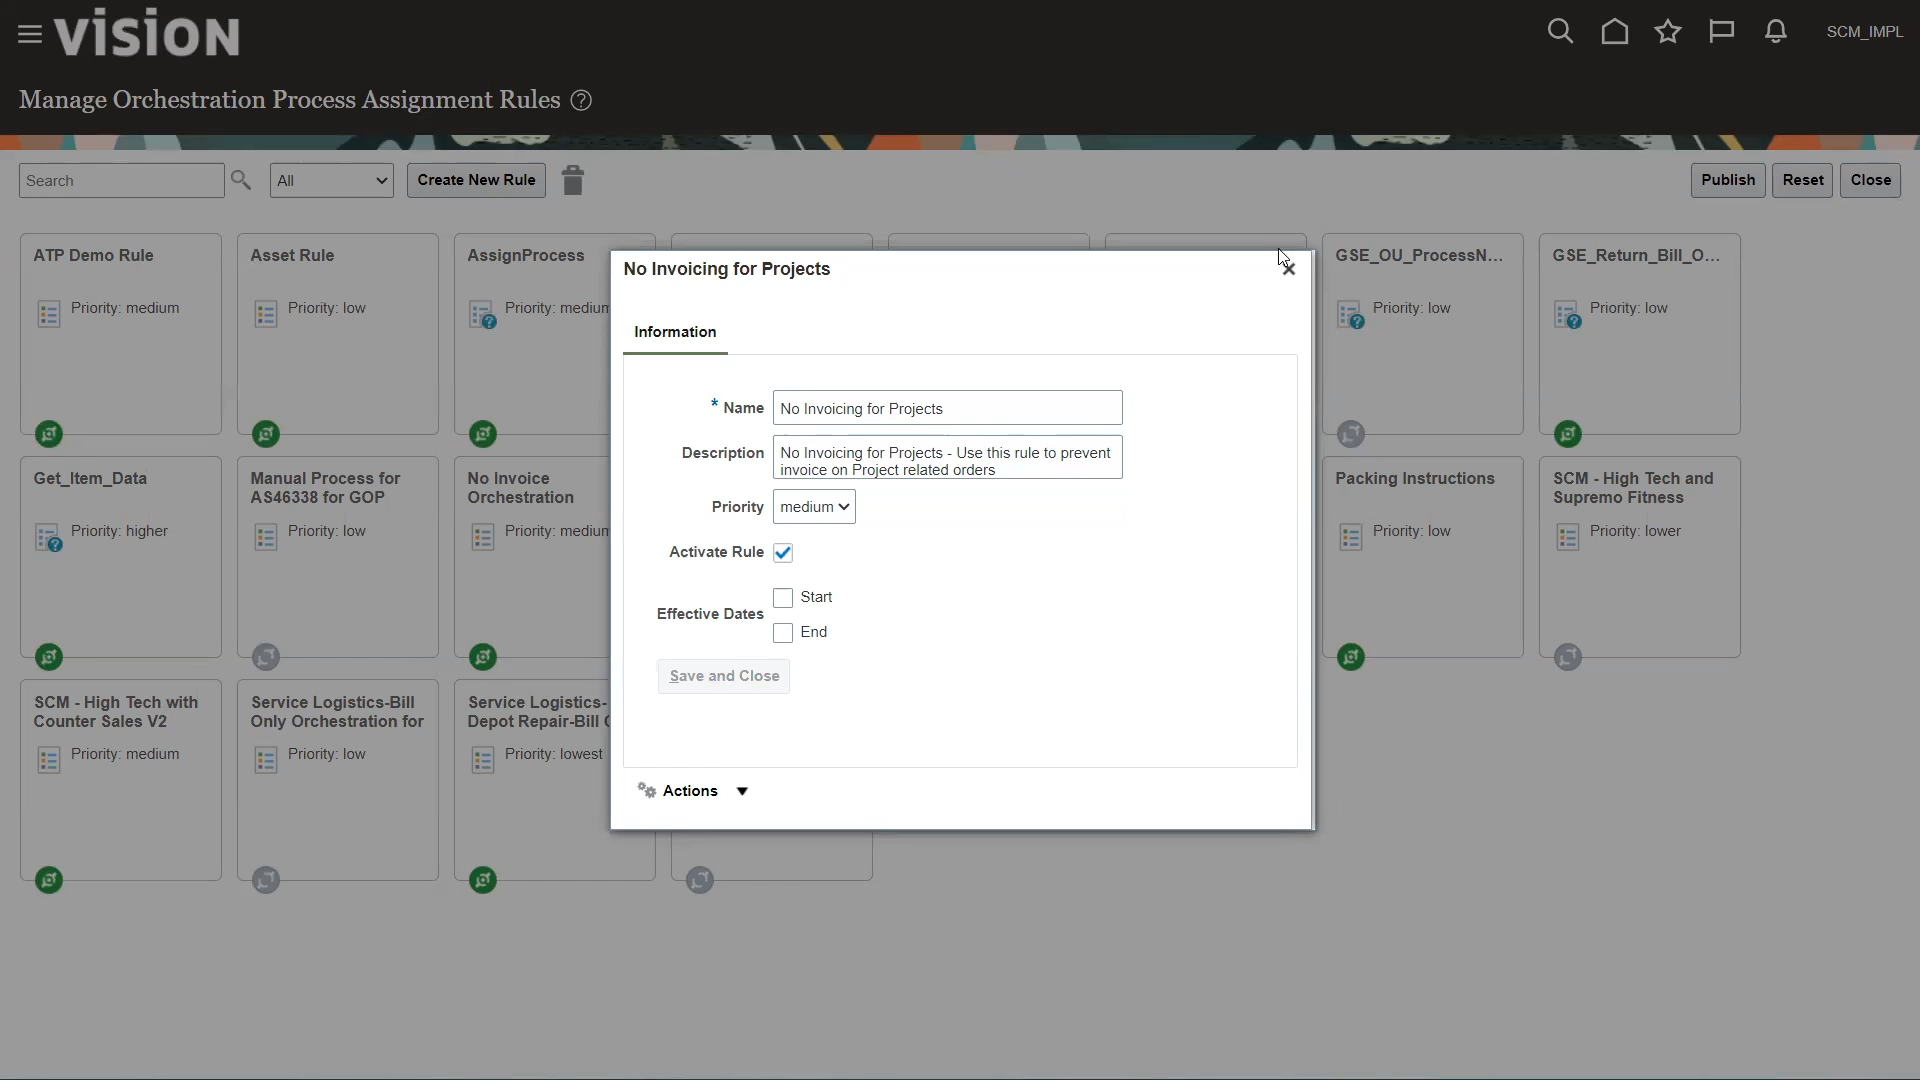 vision
SCM_IMPL
Manage Orchestration Process Assignment Rules ?
Search
All
Create New Rule
Publish
Reset
Close
ATP Demo Rule
Priority: medium
Asset Rule
Priority: low
AssignProcess
Priority: medium
GSE_OU_ProcessN...
Priority: low
GSE_Return_Bill_O...
Priority: low
Get_Item_Data
Priority: higher
Manual Process for
AS46338 for GOP
Priority: low
No Invoice
Orchestration
Priority: medium
Packing Instructions
Priority: low
SCM - High Tech and
Supremo Fitness
Priority: lower
SCM - High Tech with
Counter Sales V2
Priority: medium
Service Logistics-Bill
Only Orchestration for
Priority: low
Service Logistics-
Depot Repair-Bill
Priority: lowest
No Invoicing for Projects
Information
* Name
No Invoicing for Projects
Description
No Invoicing for Projects - Use this rule to prevent
invoice on Project related orders
Priority
medium
Activate Rule
Effective Dates
Start
End
Save and Close
Actions